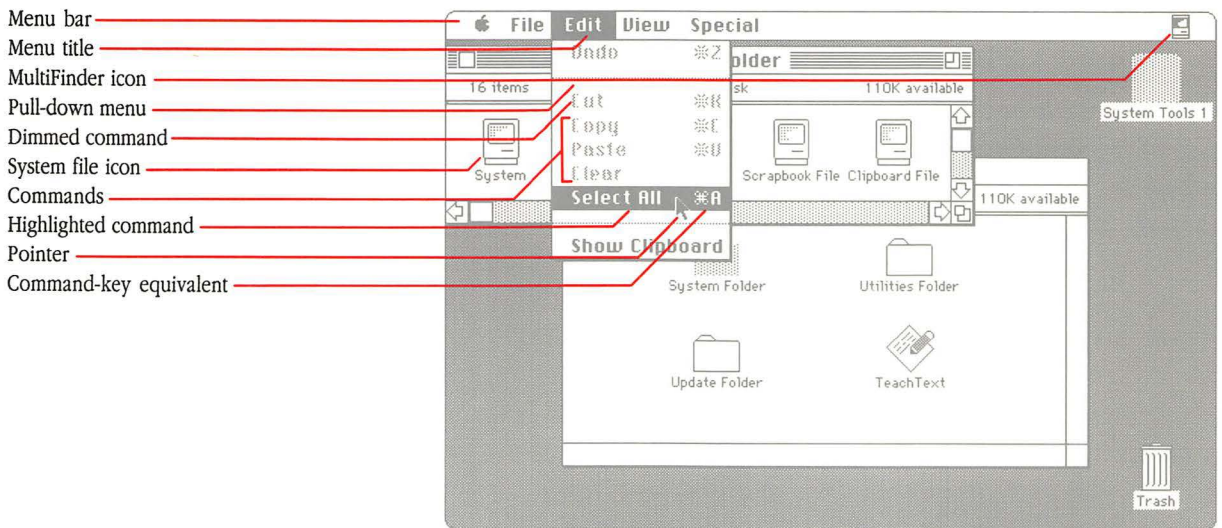 Menu bar
Menu title
MultiFinder icon
Pull-down menu
Dimmed command
System file icon
Commands
Highlighted command
Pointer
Command-key equivalent
File Edit View Special
Undo ⌘Z
Cut ⌘X
Copy ⌘C
Paste ⌘V
Clear
Select All ⌘A
Show Clipboard
older
16 items sk 110K available
System Scrapbook File Clipboard File
System Tools 1
110K available
System Folder Utilities Folder
Update Folder TeachText
Trash